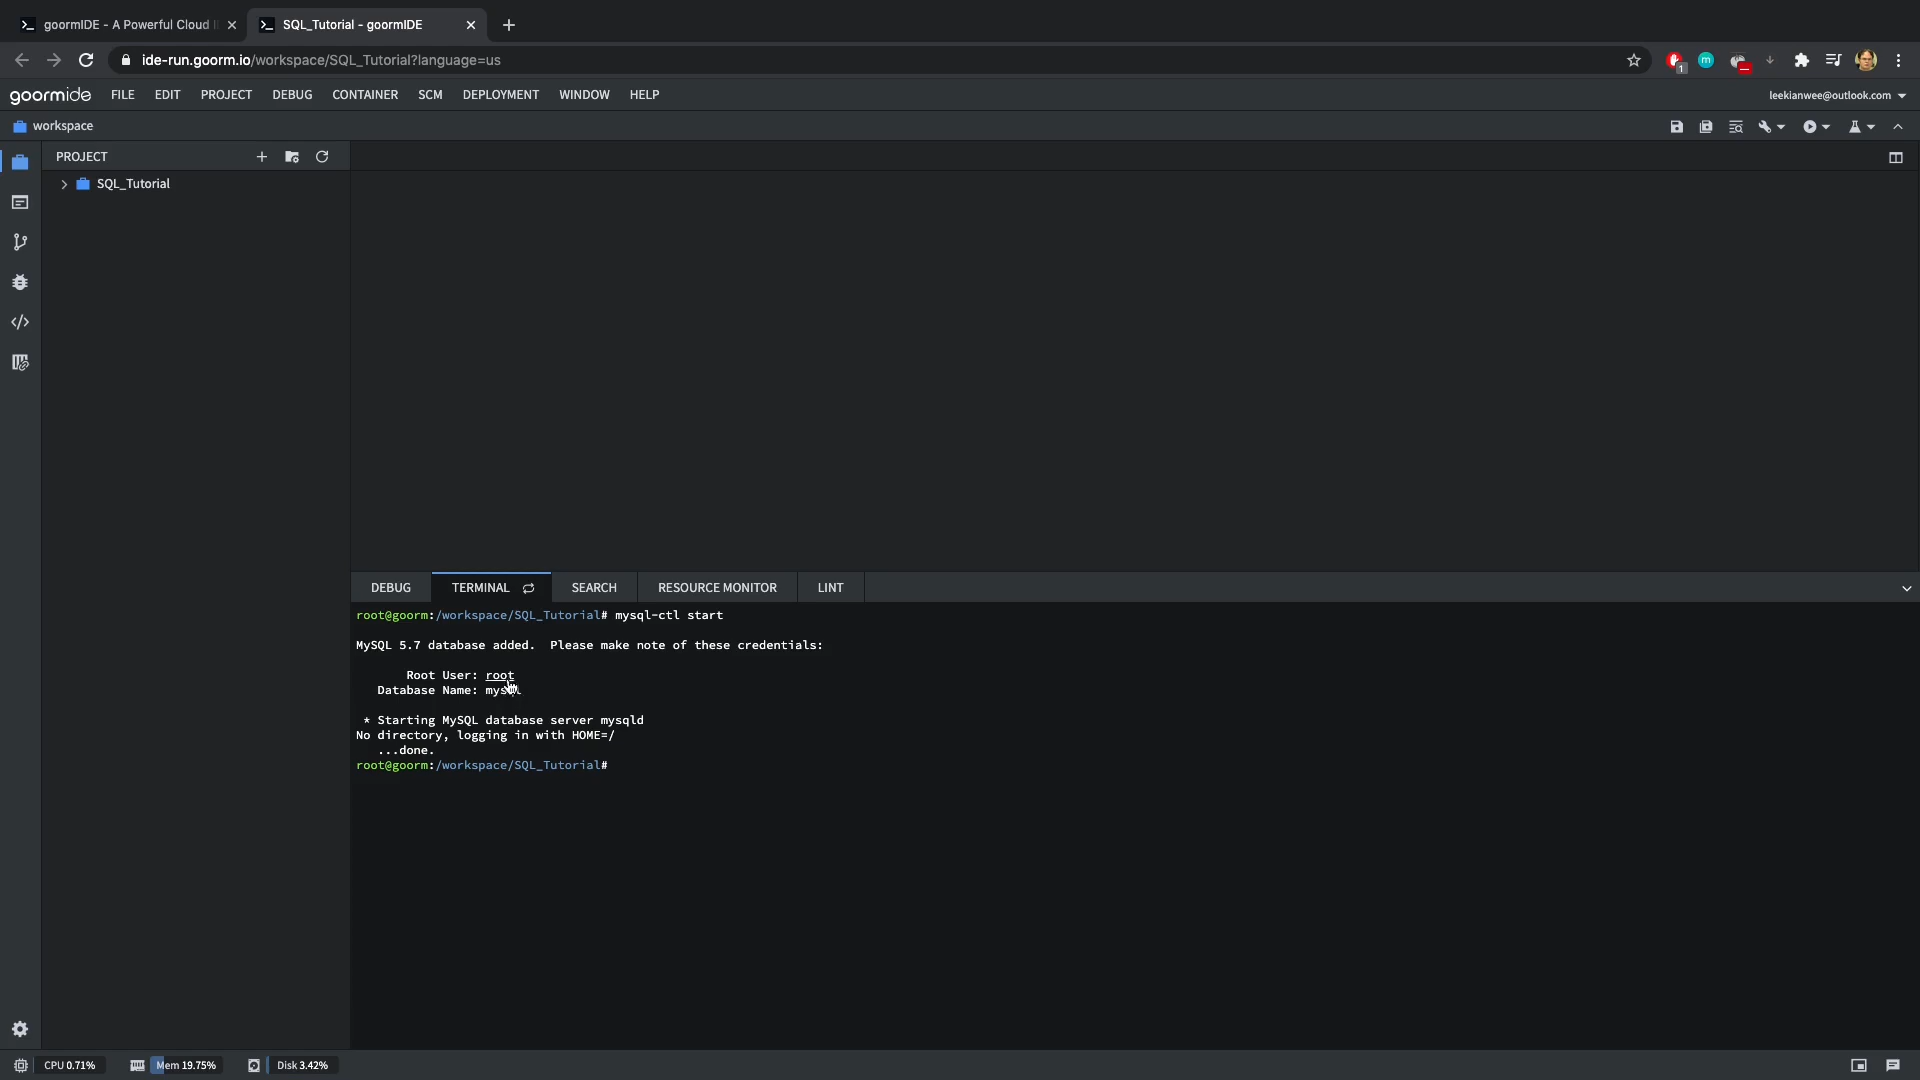 goormIDE - A Powerful Cloud I
SQL_Tutorial - goormIDE
ide-run.goorm.io/workspace/SQL_Tutorial?language=us
1
m
goormide
FILE
EDIT
PROJECT
DEBUG
CONTAINER
SCM
DEPLOYMENT
WINDOW
HELP
leekianwee@outlook.com
workspace
PROJECT
SQL_Tutorial
DEBUG
TERMINAL
SEARCH
RESOURCE MONITOR
LINT
root@goorm:/workspace/SQL_Tutorial# mysql-ctl start
MySQL 5.7 database added.  Please make note of these credentials:
Root User: root
Database Name: mysql
* Starting MySQL database server mysqld
No directory, logging in with HOME=/
...done.
root@goorm:/workspace/SQL_Tutorial#
CPU 0.71%
Mem 19.75%
Disk 3.42%